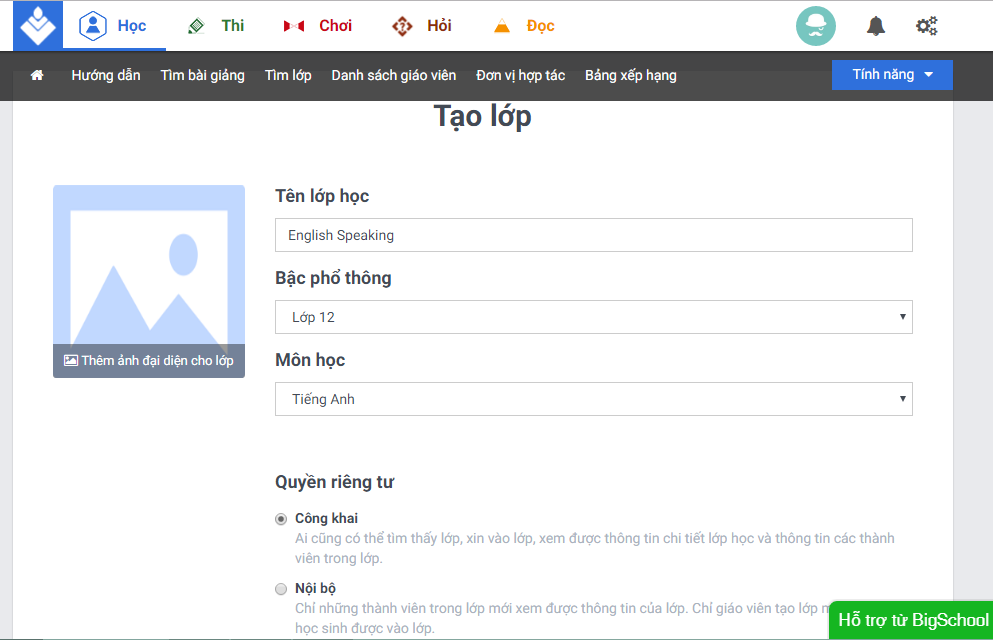 Học Thi Chơi Hỏi Đọc
Hướng dẫn Tìm bài giảng Tìm lớp Danh sách giáo viên Đơn vị hợp tác Bảng xếp hạng Tính năng
Tạo lớp
Tên lớp học
English Speaking
Bậc phổ thông
Lớp 12
Môn học
Tiếng Anh
Thêm ảnh đại diện cho lớp
Quyền riêng tư
Công khai
Ai cũng có thể tìm thấy lớp, xin vào lớp, xem được thông tin chi tiết lớp học và thông tin các thành
viên trong lớp.
Nội bộ
Chỉ những thành viên trong lớp mới xem được thông tin của lớp. Chỉ giáo viên tạo lớp
học sinh được vào lớp.
Hỗ trợ từ BigSchool